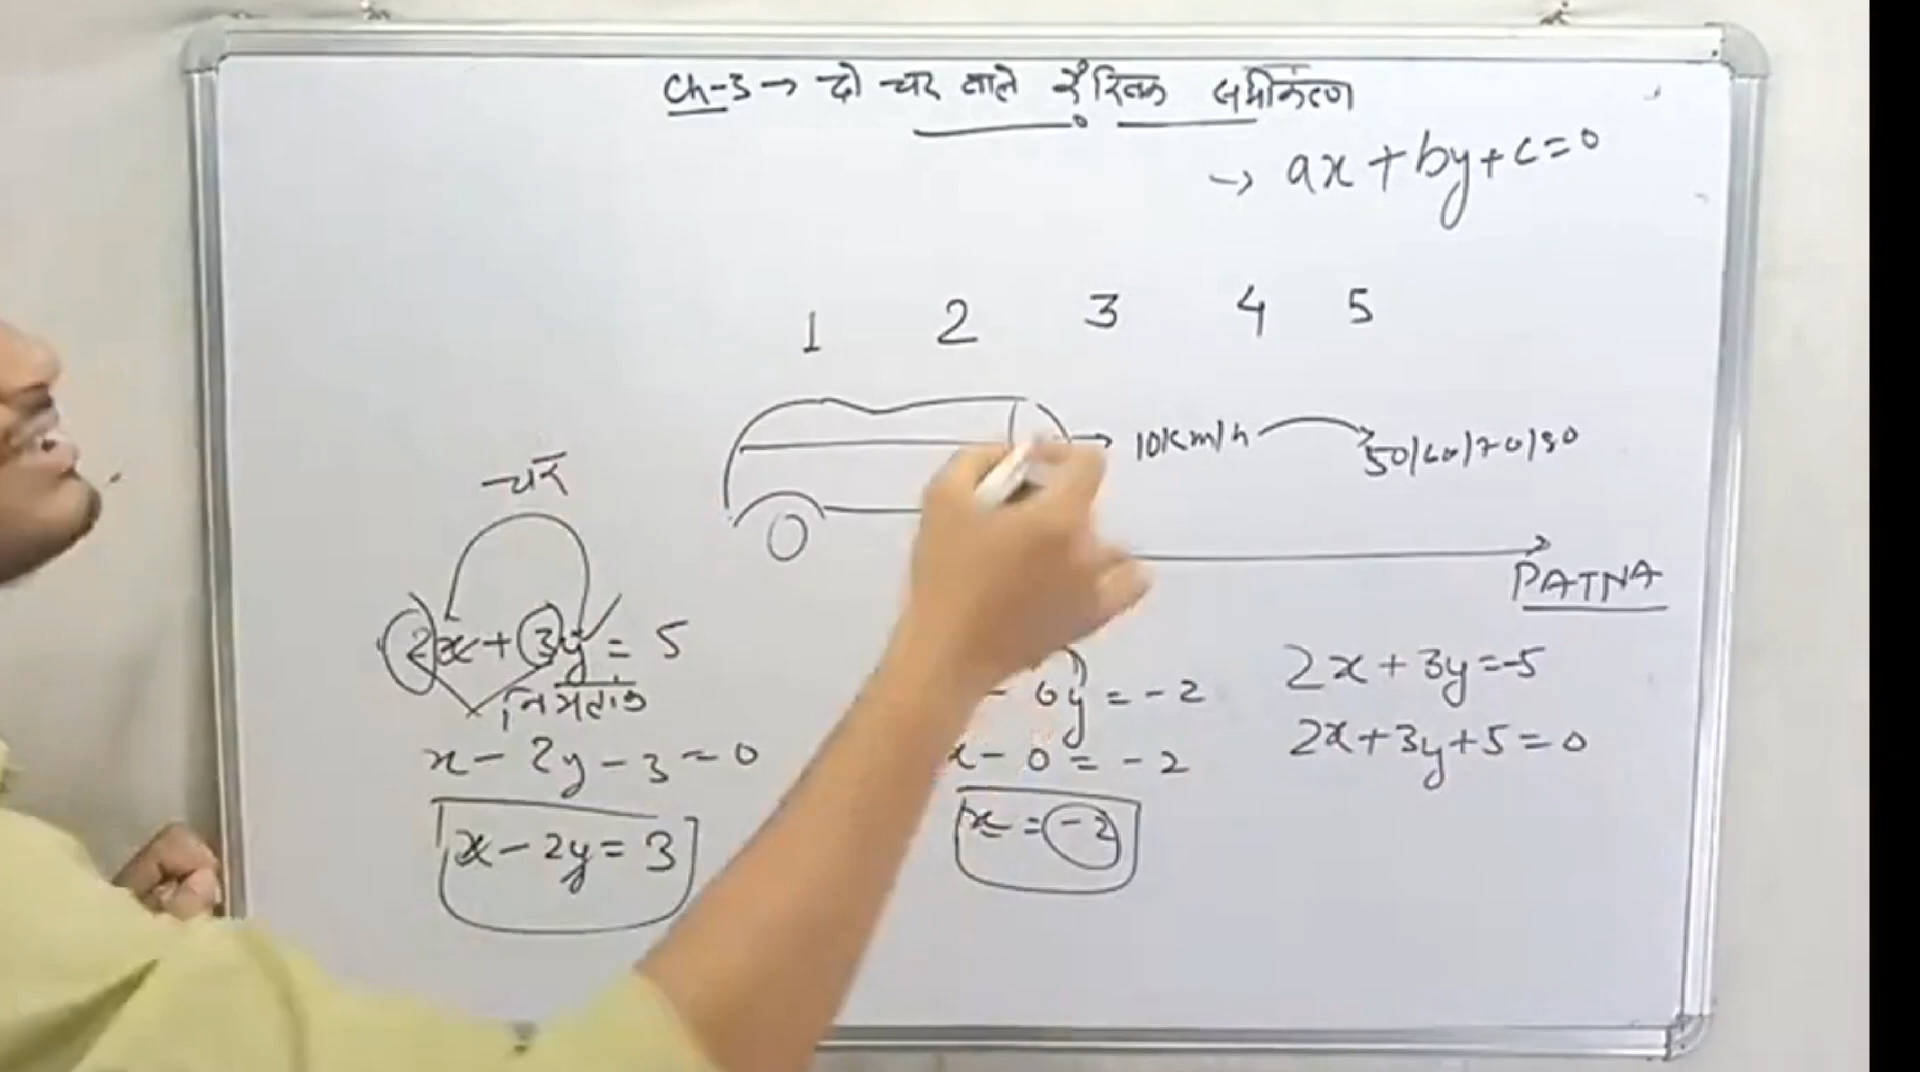 Ch-3→ दो चर वाले रैखिक समीकरण
→ ax + by + c = 0
1 2 3 4 5
10km/h 50/60/70/80
PATNA
चर
2x + 3y = 5
नियतांक
x - 2y - 3 = 0
x - 2y = 3
- 6y = -2
x - 0 = -2
x = -2
2x + 3y = -5
2x + 3y + 5 = 0